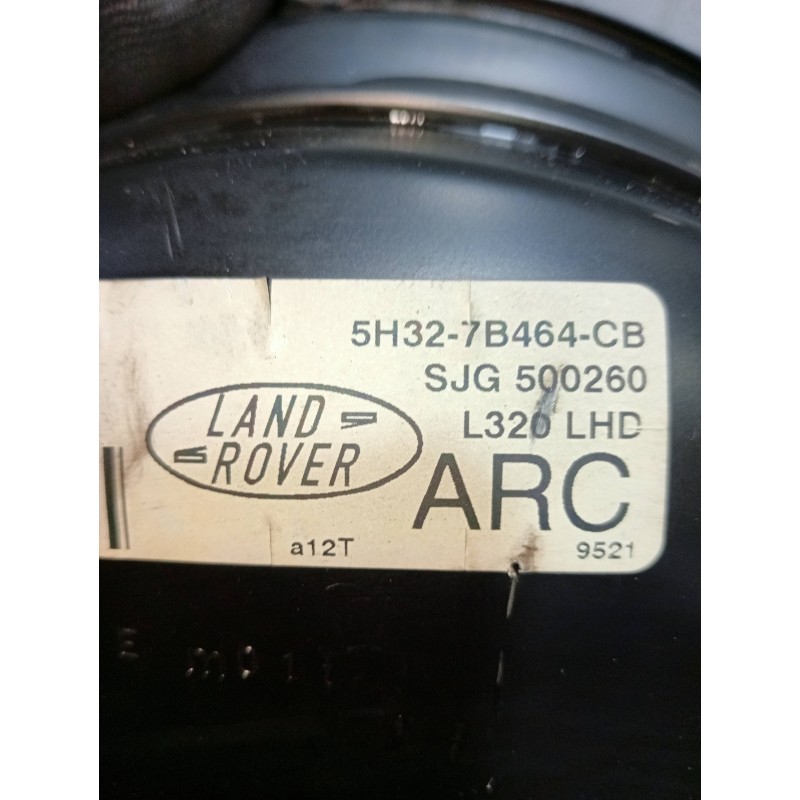 5H32-7B464-CB
SJG 500260
L320 LHD
LAND
ROVER
ARC
a12T
9521
E